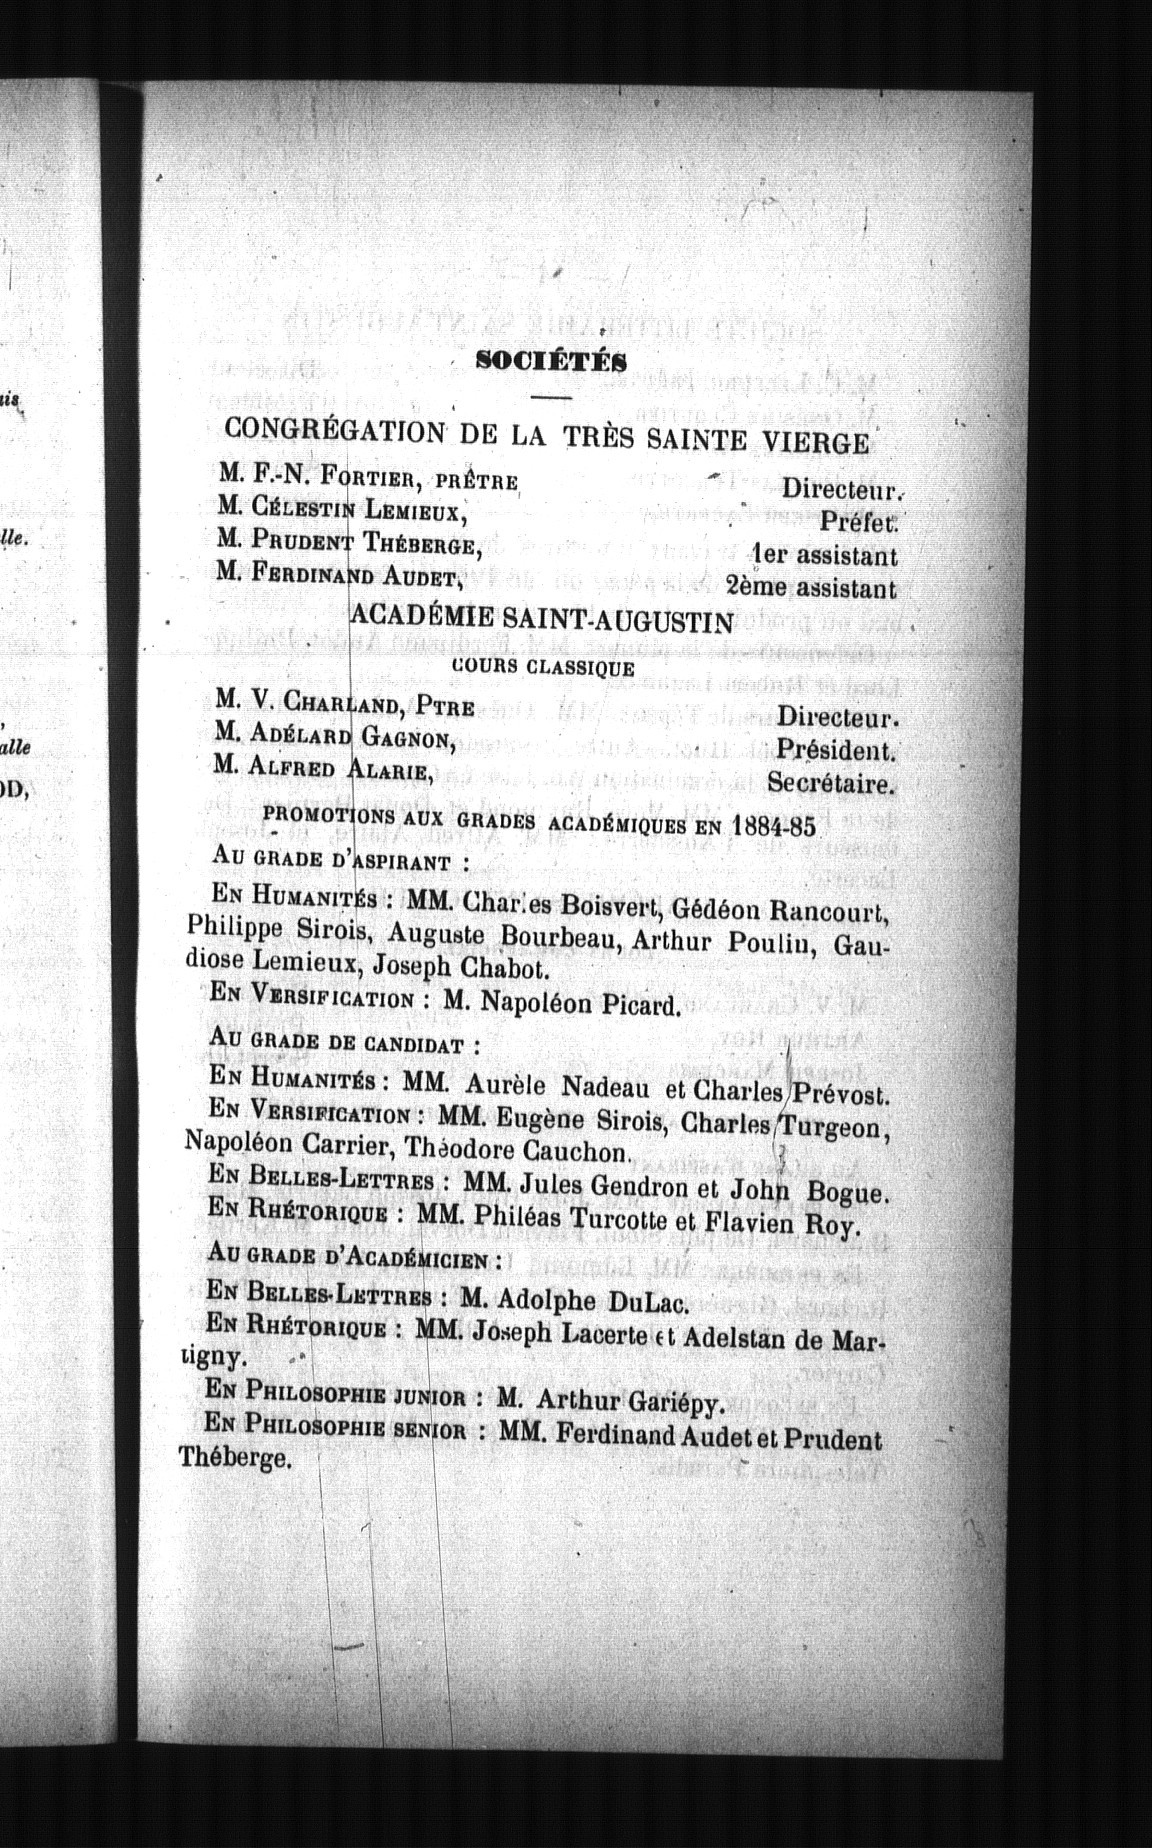 SOCIÉTÉS
CONGRÉGATION DE LA TRÈS SAINTE VIERGE
M. F.-N. FORTIER, PRÊTRE, Directeur.
M. CÉLESTIN LEMIEUX, Préfet.
M. PRUDENT THÉBERGE, 1er assistant
M. FERDINAND AUDET, 2ème assistant
ACADÉMIE SAINT-AUGUSTIN
COURS CLASSIQUE
M. V. CHARLAND, PTRE Directeur.
M. ADÉLARD GAGNON, Président.
M. ALFRED ALARIE, Secrétaire.
PROMOTIONS AUX GRADES ACADÉMIQUES EN 1884-85
AU GRADE D'ASPIRANT :
EN HUMANITÉS : MM. Charles Boisvert, Gédéon Rancourt,
Philippe Sirois, Auguste Bourbeau, Arthur Poulin, Gau-
diose Lemieux, Joseph Chabot.
EN VERSIFICATION : M. Napoléon Picard.
AU GRADE DE CANDIDAT :
EN HUMANITÉS : MM. Aurèle Nadeau et Charles Prévost.
EN VERSIFICATION : MM. Eugène Sirois, Charles Turgeon,
Napoléon Carrier, Théodore Cauchon.
EN BELLES-LETTRES : MM. Jules Gendron et John Bogue.
EN RHÉTORIQUE : MM. Philéas Turcotte et Flavien Roy.
AU GRADE D'ACADÉMICIEN :
EN BELLES-LETTRES : M. Adolphe DuLac.
EN RHÉTORIQUE : MM. Joseph Lacerte et Adelstan de Mar-
tigny.
EN PHILOSOPHIE JUNIOR : M. Arthur Gariépy.
EN PHILOSOPHIE SENIOR : MM. Ferdinand Audet et Prudent
Théberge.